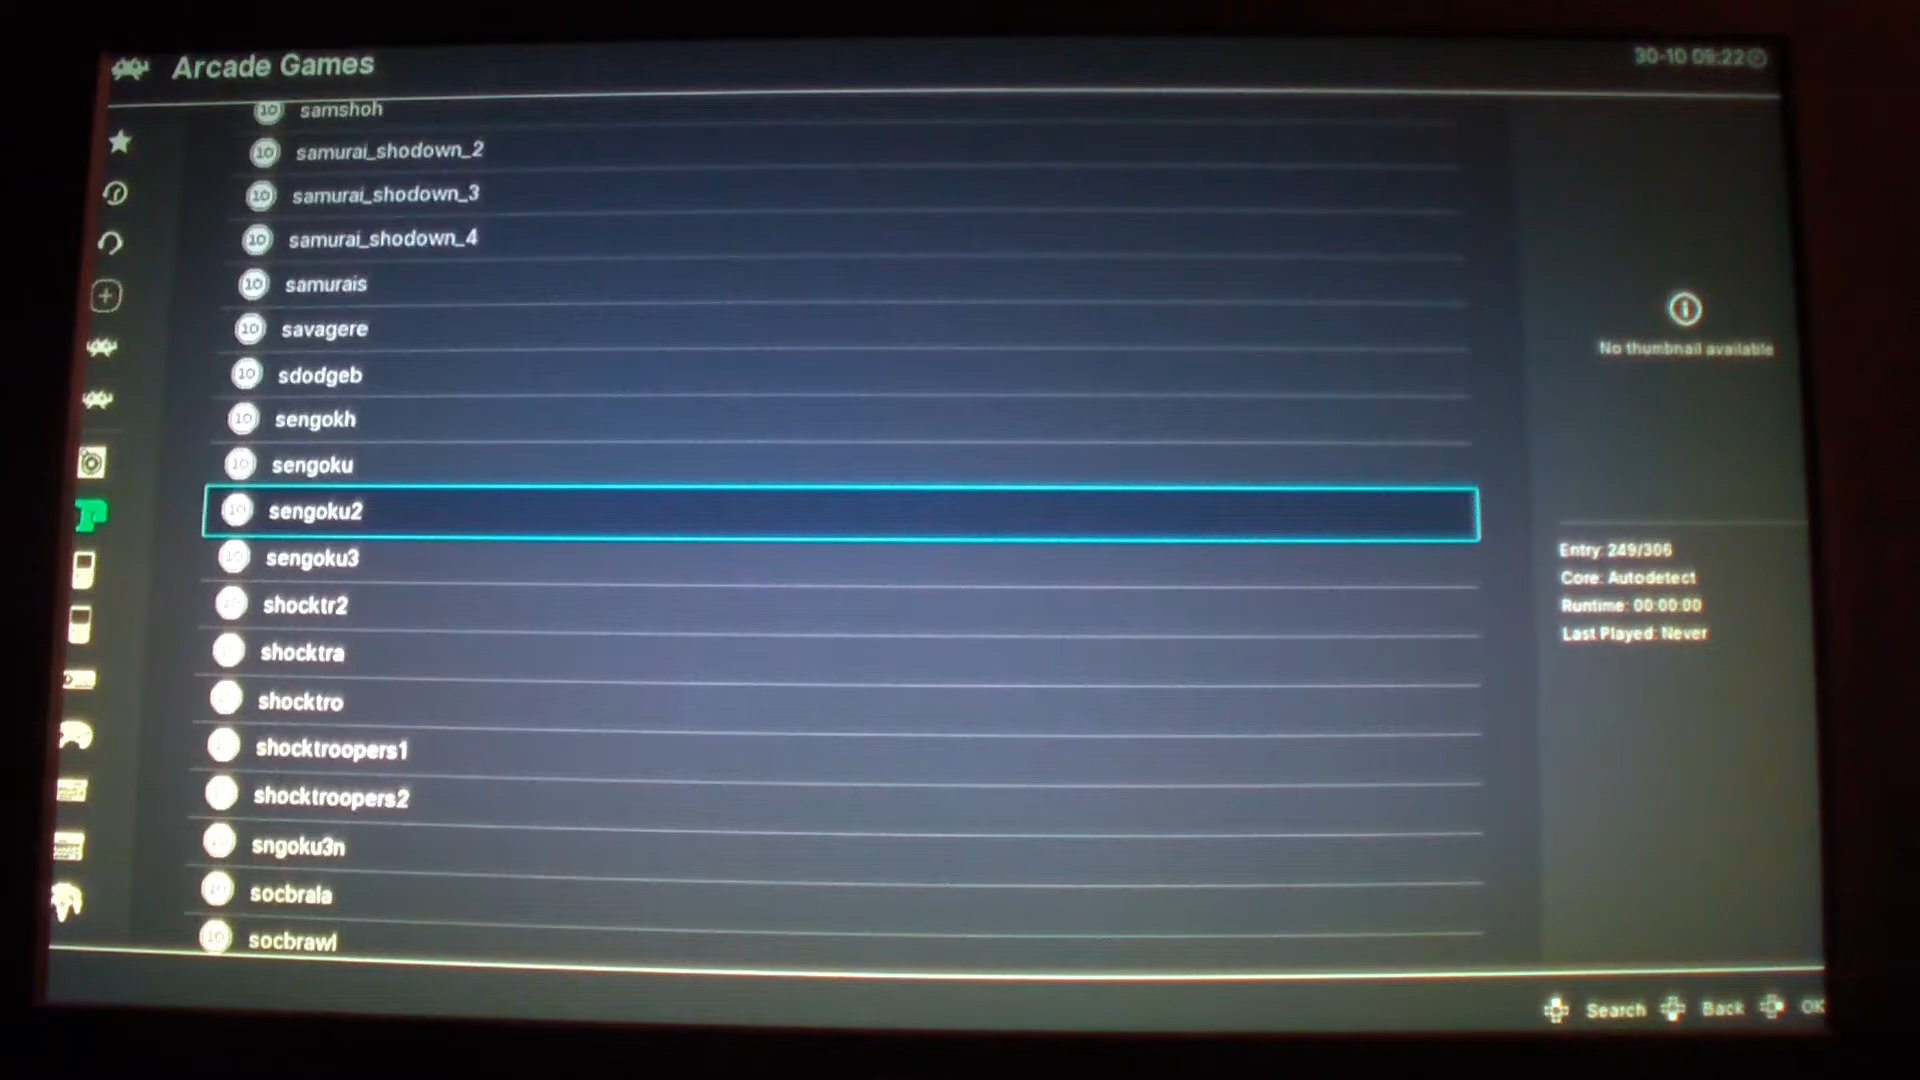 Arcade Games
30-10 09:22
samshoh
samurai_shodown_2
samurai_shodown_3
samurai_shodown_4
samurais
savagere
sdodgeb
sengokh
sengoku
sengoku2
sengoku3
shocktr2
shocktra
shocktro
shocktroopers1
shocktroopers2
sngoku3n
socbrala
socbrawl
No thumbnail available
Entry: 249/306
Core: Autodetect
Runtime: 00:00:00
Last Played: Never
Search Back OK